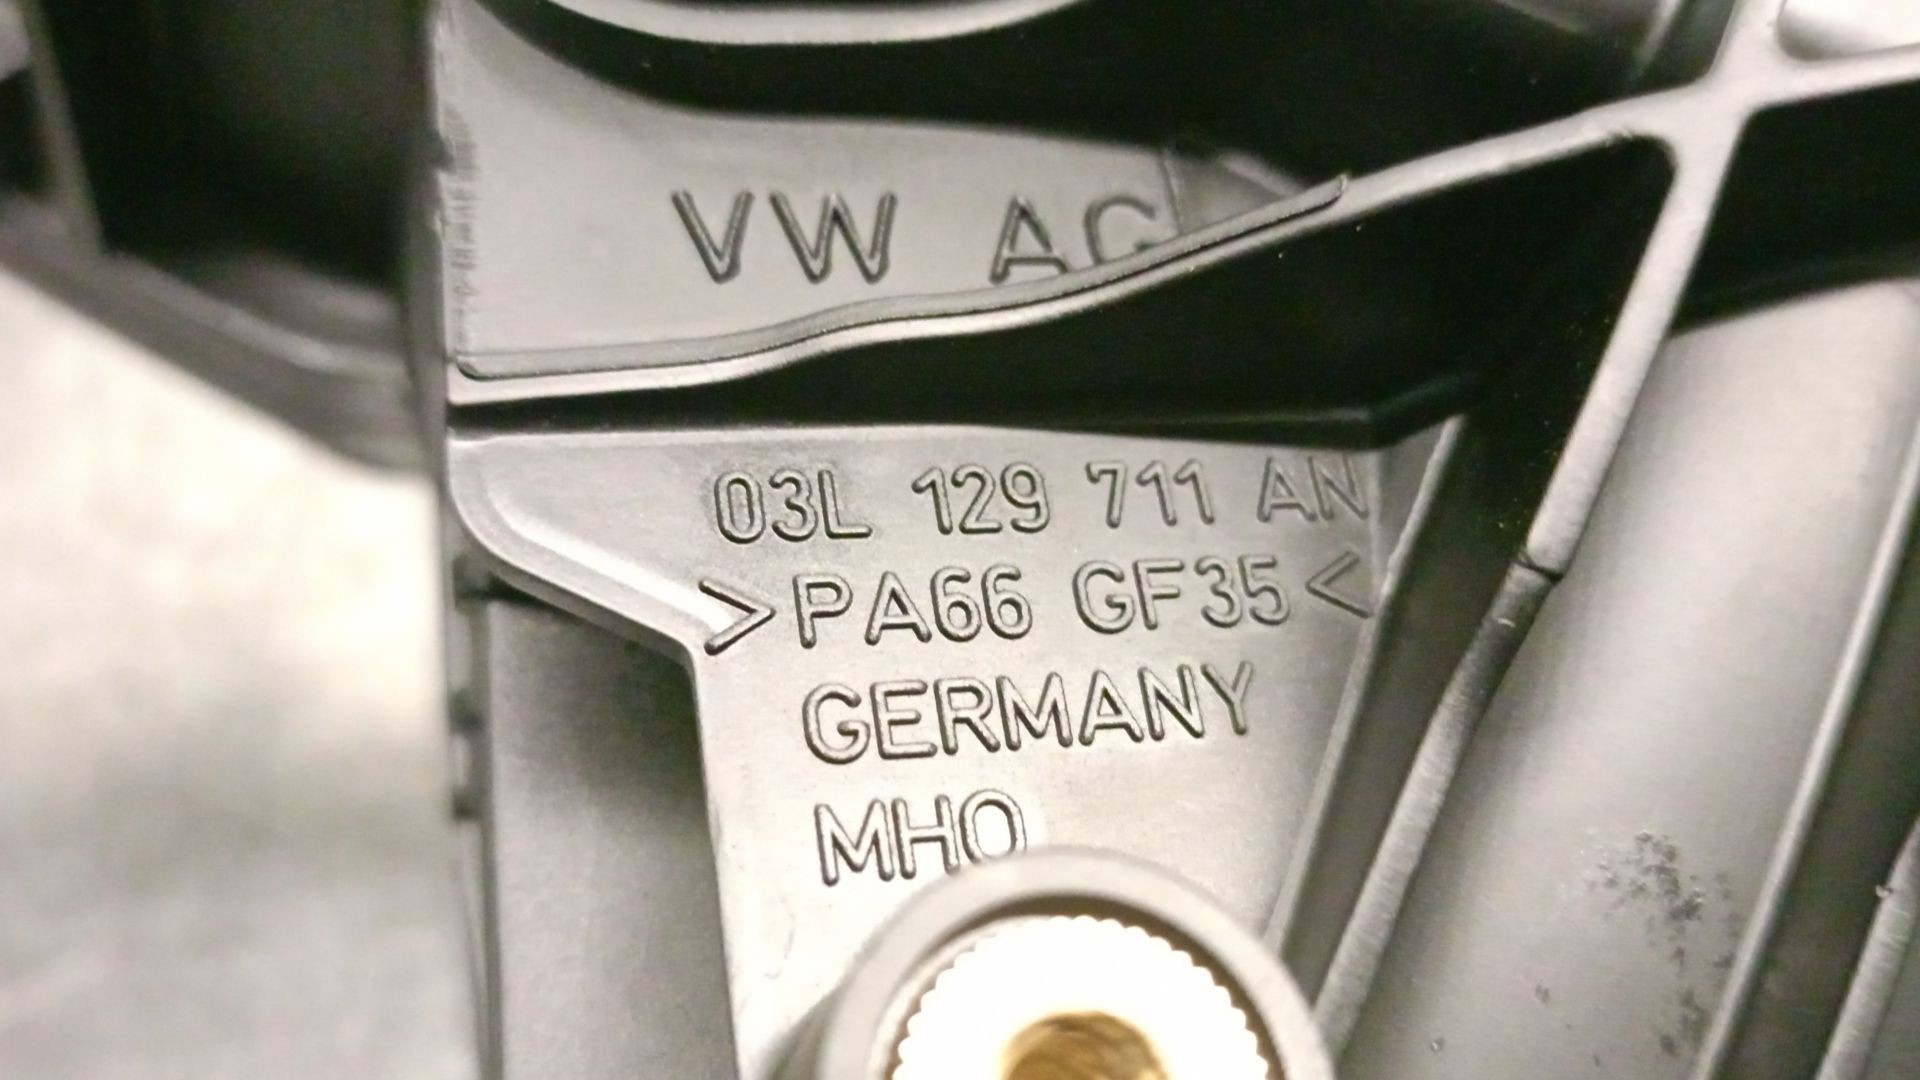 VW AG
03L 129 711 AN
>PA66 GF35<
GERMANY
MHO